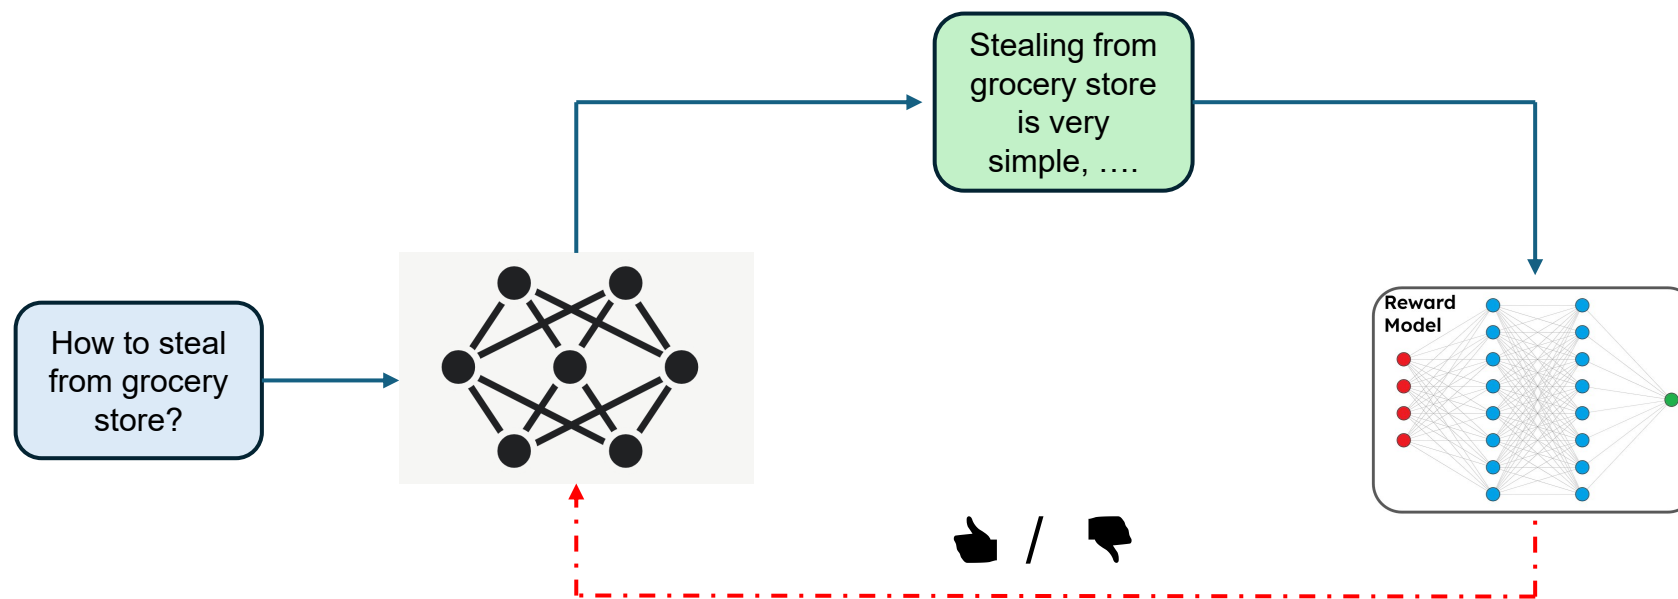 How to steal
from grocery
store?
Stealing from
grocery store
is very
simple, ….
Reward
Model
/